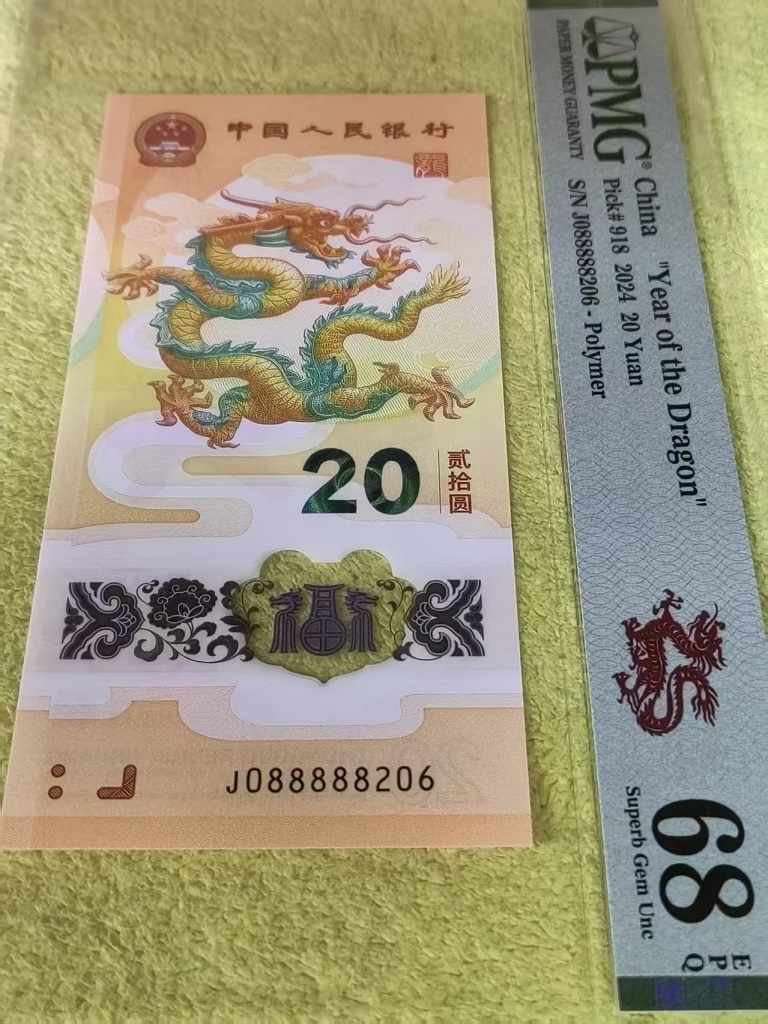 中国人民银行
龍
20
贰拾圆
J088888206
PMG®
PAPER MONEY GUARANTY
China "Year of the Dragon"
Pick# 918 2024 20 Yuan
S/N J088888206 - Polymer
68
EPQ
Superb Gem Unc